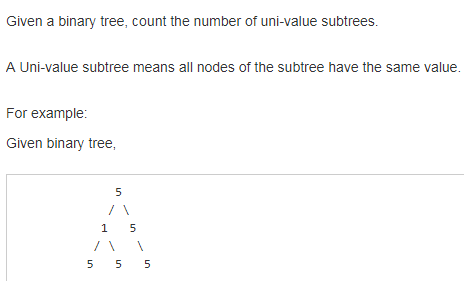 Given a binary tree, count the number of uni-value subtrees.
A Uni-value subtree means all nodes of the subtree have the same value.
For example:
Given binary tree,
5
/ \
1 5
/ \ \
5 5 5